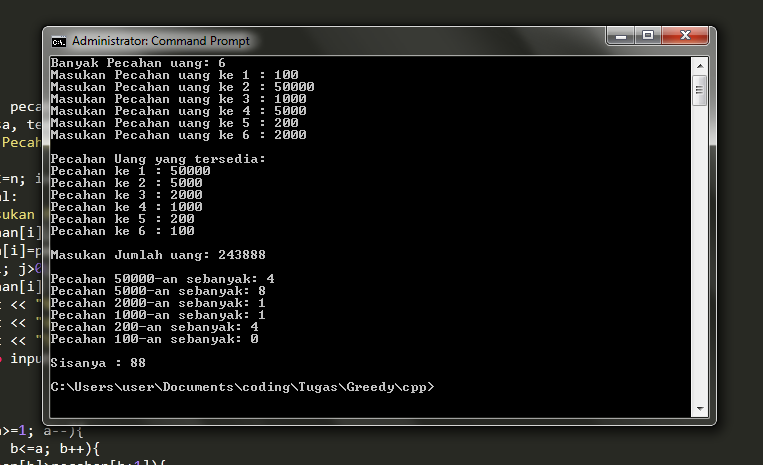 Administrator: Command Prompt
Banyak Pecahan uang: 6
Masukan Pecahan uang ke 1 : 100
Masukan Pecahan uang ke 2 : 50000
Masukan Pecahan uang ke 3 : 1000
Masukan Pecahan uang ke 4 : 5000
Masukan Pecahan uang ke 5 : 200
Masukan Pecahan uang ke 6 : 2000
Pecahan Uang yang tersedia:
Pecahan ke 1 : 50000
Pecahan ke 2 : 5000
Pecahan ke 3 : 2000
Pecahan ke 4 : 1000
Pecahan ke 5 : 200
Pecahan ke 6 : 100
Masukan Jumlah uang: 243888
Pecahan 50000-an sebanyak: 4
Pecahan 5000-an sebanyak: 8
Pecahan 2000-an sebanyak: 1
Pecahan 1000-an sebanyak: 1
Pecahan 200-an sebanyak: 4
Pecahan 100-an sebanyak: 0
Sisanya : 88
C:\Users\user\Documents\coding\Tugas\Greedy\cpp>
>=1; a--){
b<=a; b++){